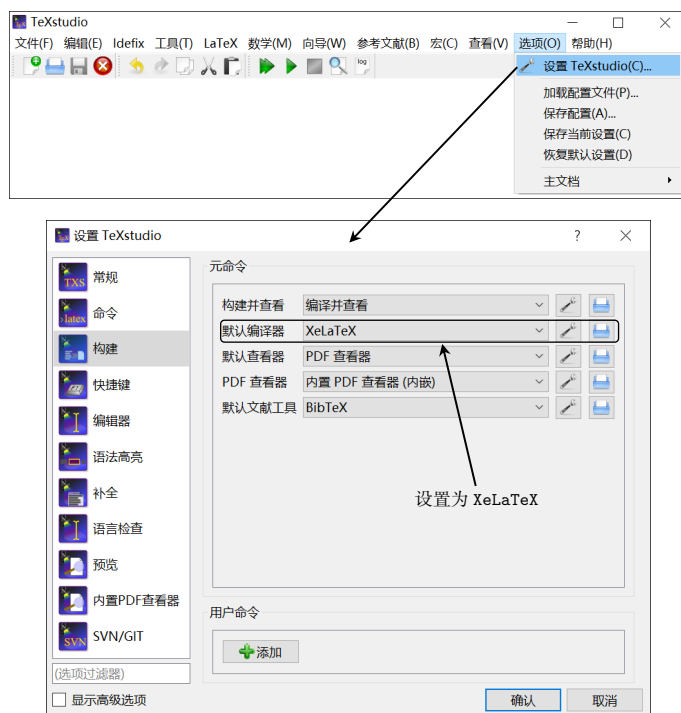 TeXstudio
文件(F) 编辑(E) Idefix 工具(T) LaTeX 数学(M) 向导(W) 参考文献(B) 宏(C) 查看(V) 选项(O) 帮助(H)
log
设置 TeXstudio(C)...
加载配置文件(P)...
保存配置(A)...
保存当前设置(C)
恢复默认设置(D)
主文档
设置 TeXstudio
?
TXS 常规
>latex 命令
构建
快捷键
编辑器
语法高亮
补全
语言检查
预览
内置PDF查看器
SVN SVN/GIT
(选项过滤器)
显示高级选项
元命令
构建并查看 编译并查看
默认编译器 XeLaTeX
默认查看器 PDF 查看器
PDF 查看器 内置 PDF 查看器 (内嵌)
默认文献工具 BibTeX
设置为 XeLaTeX
用户命令
添加
确认 取消